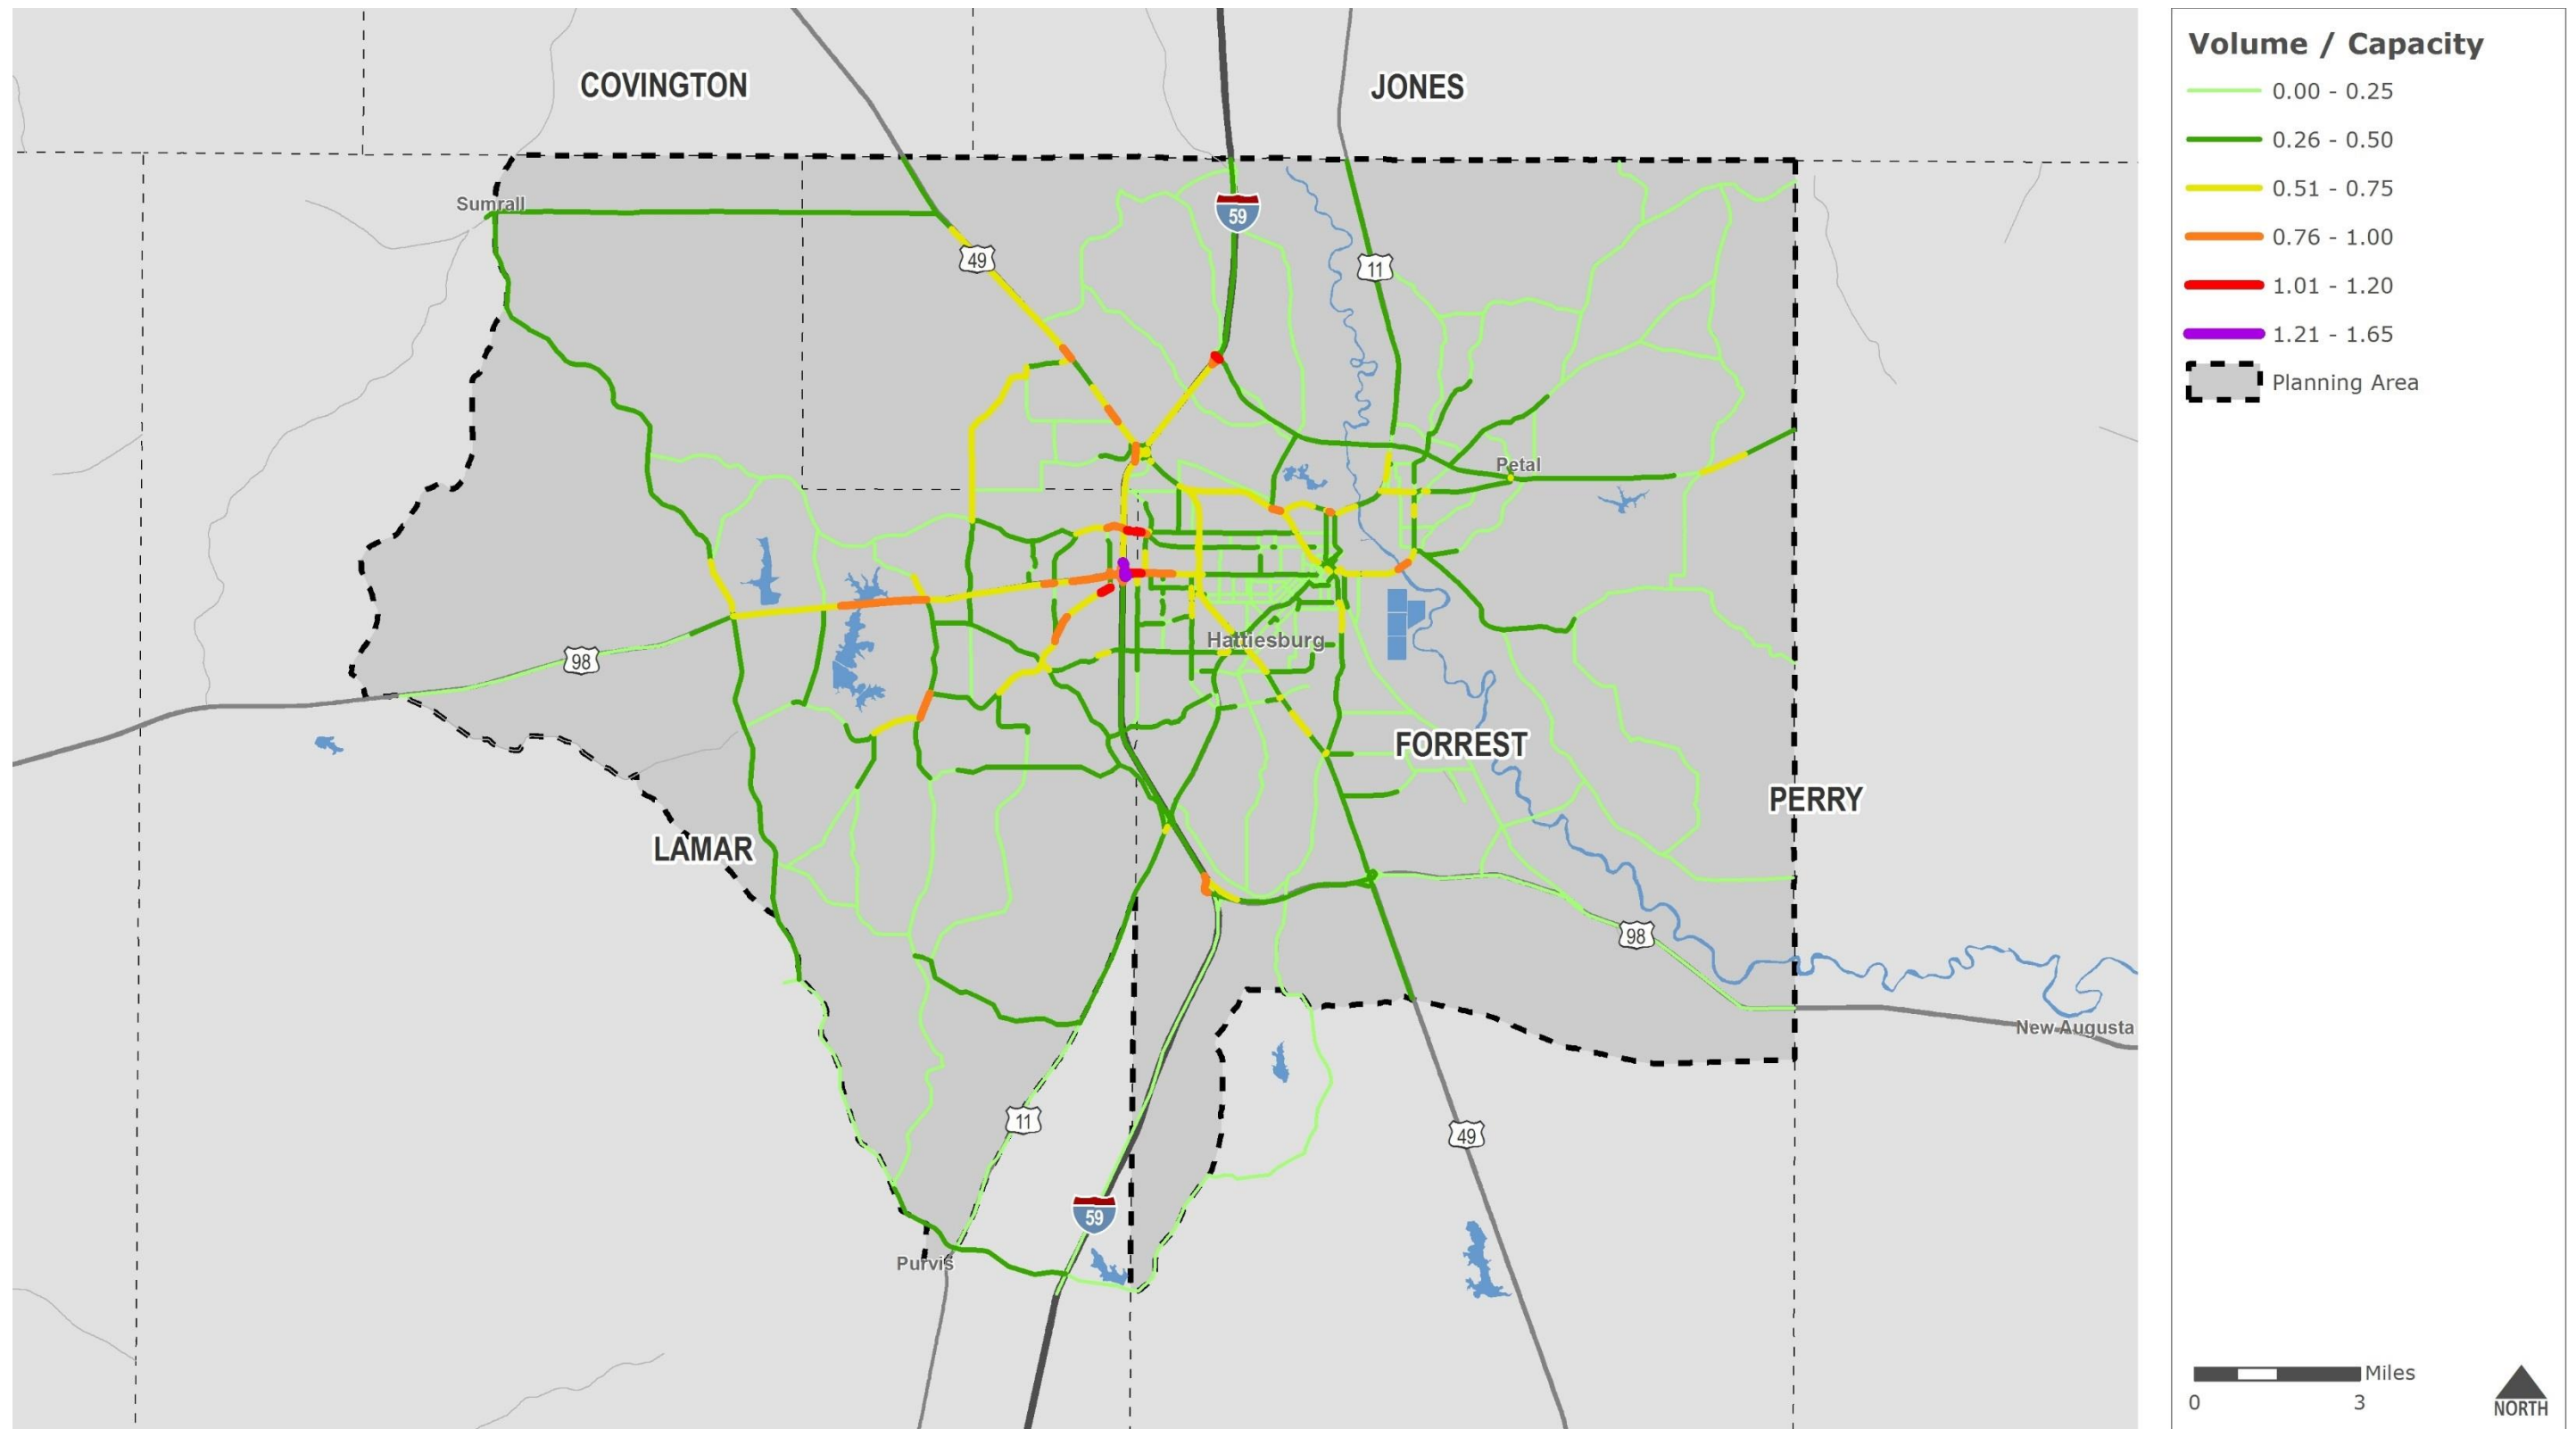 COVINGTON
JONES
Sumrall
59
49
11
Petal
98
Hattiesburg
FORREST
PERRY
LAMAR
98
New Augusta
11
49
59
Purvis
Volume / Capacity
0.00 - 0.25
0.26 - 0.50
0.51 - 0.75
0.76 - 1.00
1.01 - 1.20
1.21 - 1.65
Planning Area
Miles
0 3
NORTH